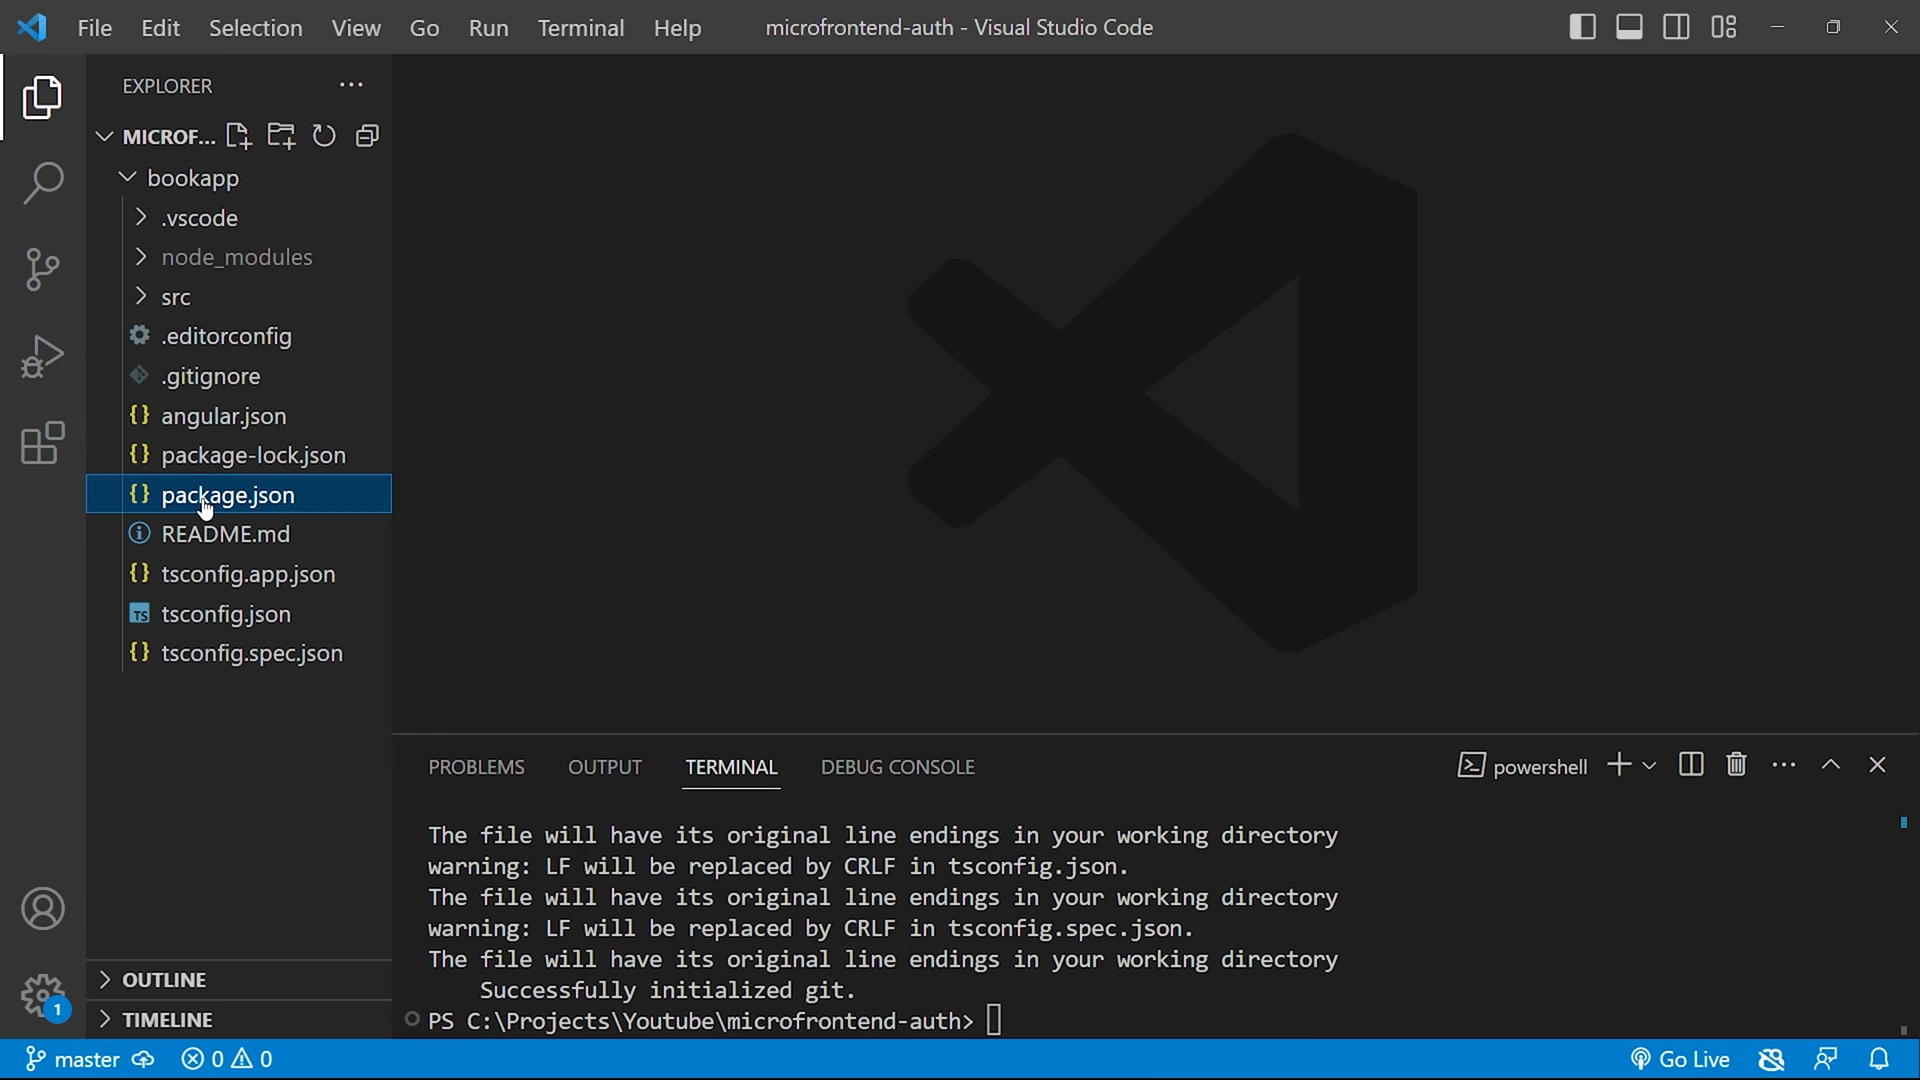 File Edit Selection View Go Run Terminal Help microfrontend-auth - Visual Studio Code
EXPLORER
MICROF...
bookapp
.vscode
node_modules
src
.editorconfig
.gitignore
angular.json
package-lock.json
package.json
README.md
tsconfig.app.json
TS tsconfig.json
tsconfig.spec.json
OUTLINE
TIMELINE
1
PROBLEMS OUTPUT TERMINAL DEBUG CONSOLE powershell
The file will have its original line endings in your working directory
warning: LF will be replaced by CRLF in tsconfig.json.
The file will have its original line endings in your working directory
warning: LF will be replaced by CRLF in tsconfig.spec.json.
The file will have its original line endings in your working directory
Successfully initialized git.
PS C:\Projects\Youtube\microfrontend-auth>
master 0 0 Go Live